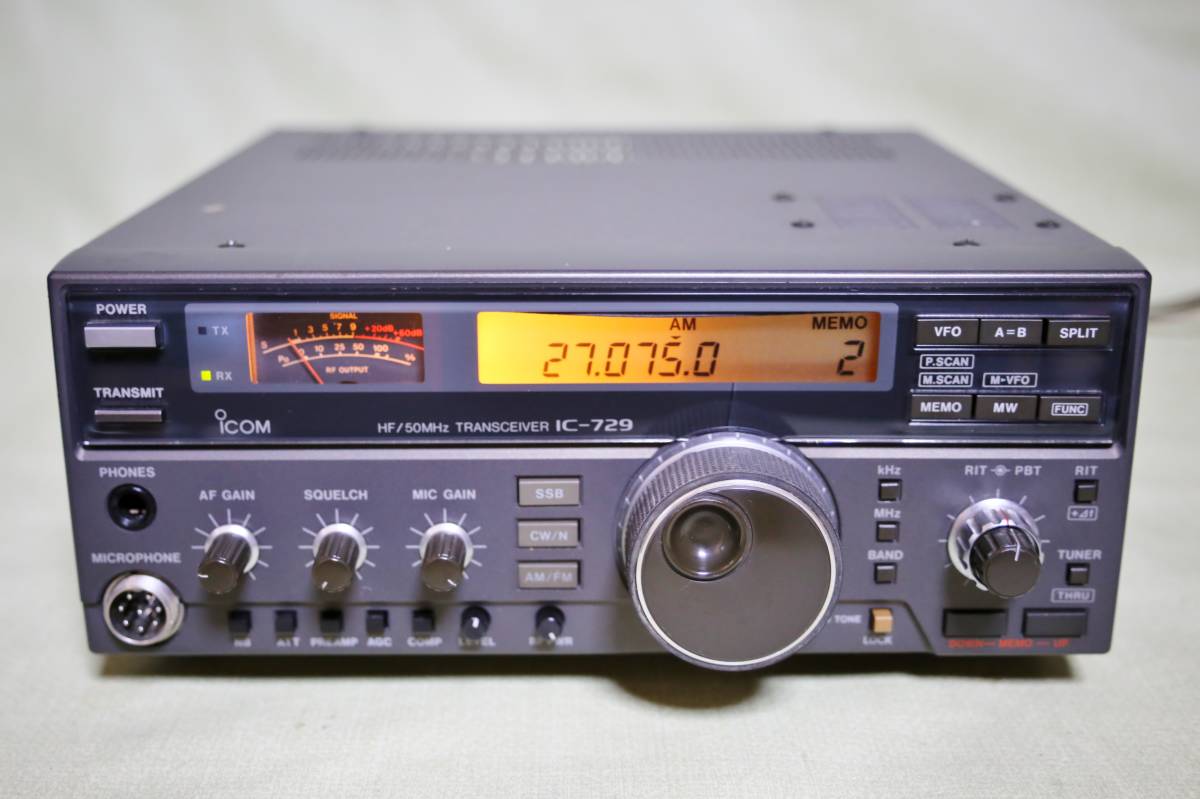 POWER
TX
RX
SIGNAL
S 1 3 5 7 9 +20dB +60dB
Po 0 10 25 50 100 %
RF OUTPUT
AM
MEMO
27.075.0
2
VFO
A=B
SPLIT
P.SCAN
M.SCAN
M▸VFO
MEMO
MW
FUNC
TRANSMIT
ICOM
HF/50MHz TRANSCEIVER IC-729
PHONES
AF GAIN
SQUELCH
MIC GAIN
SSB
CW/N
AM/FM
kHz
MHz
BAND
RIT
PBT
RIT
TUNER
THRU
MICROPHONE
NB
ATT
PREAMP
AGC
COMP
LEVEL
TONE
LOCK
DOWN— MEMO — UP